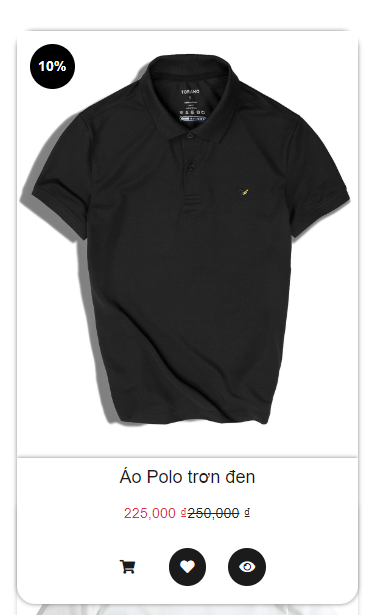 10%
TORANO
Áo Polo trơn đen
225,000 ₫250,000 ₫